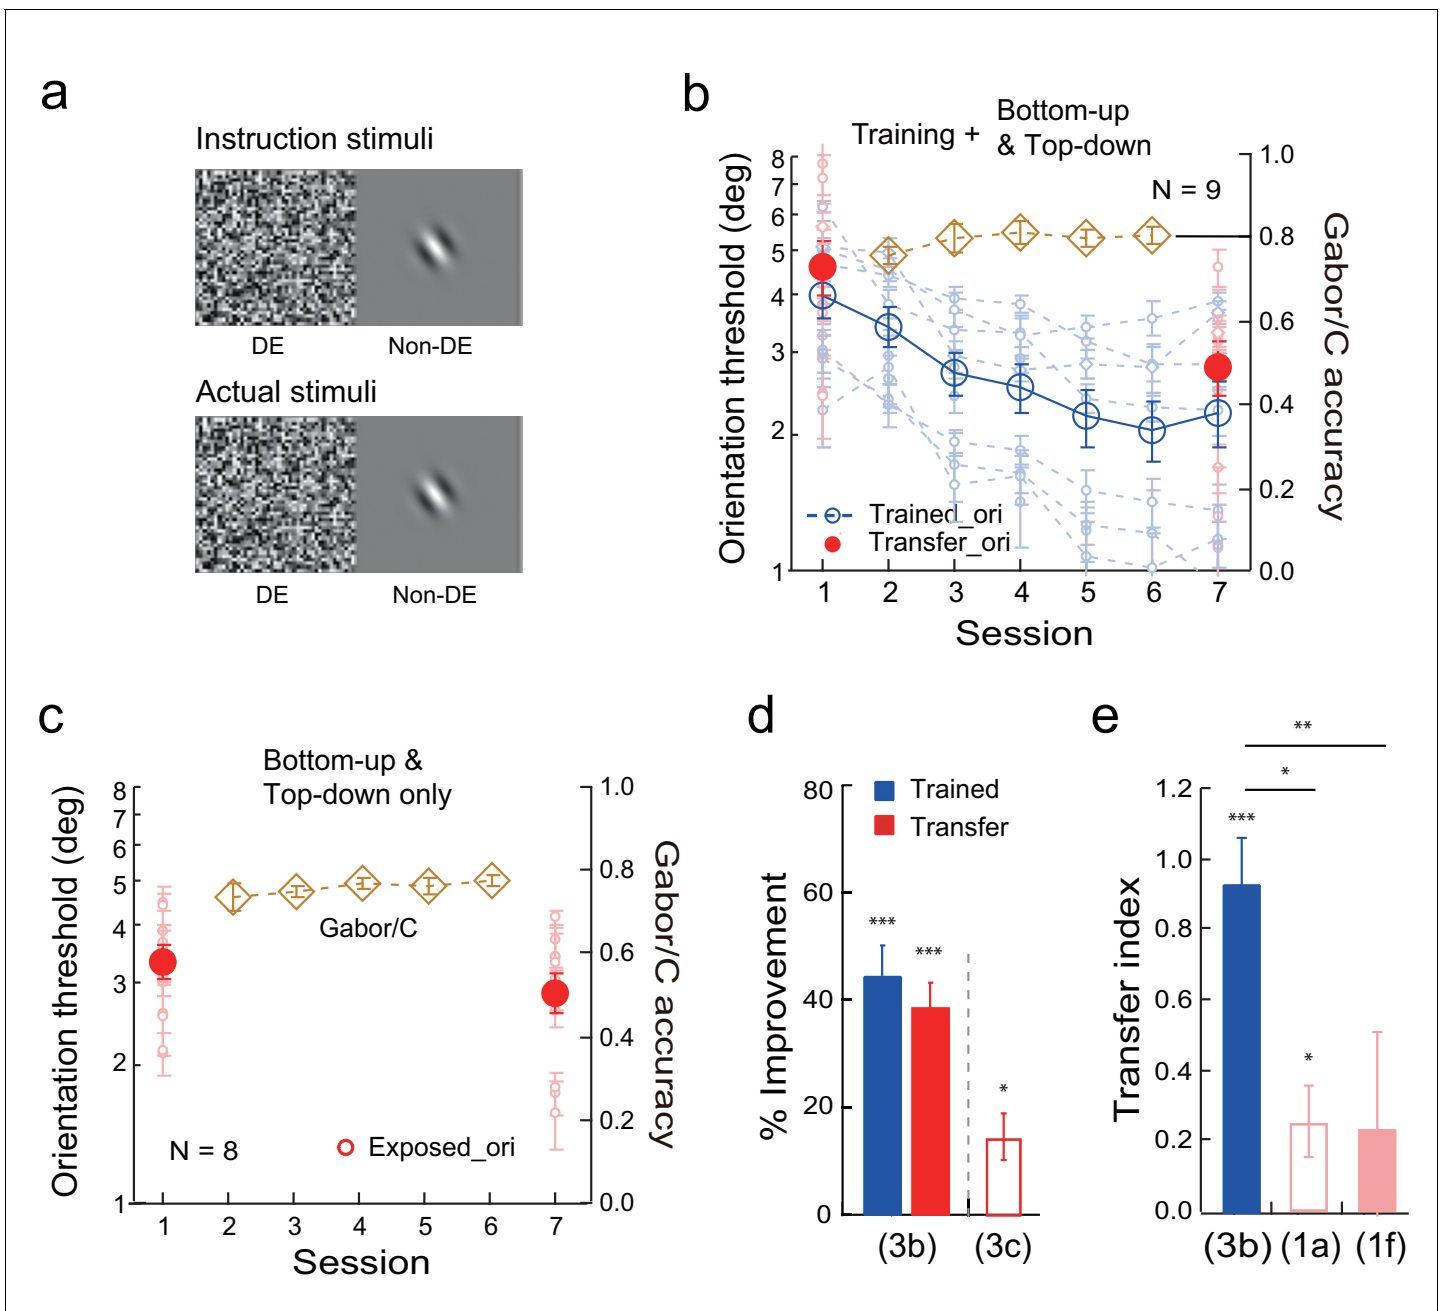 a
Instruction stimuli
DE
Non-DE
Actual stimuli
DE
Non-DE
b
Training + Bottom-up & Top-down
N = 9
Orientation threshold (deg)
8
7
6
5
4
3
2
1
1.0
0.8
0.6
0.4
0.2
0.0
Gabor/C accuracy
Trained_ori
Transfer_ori
1 2 3 4 5 6 7
Session
c
Bottom-up &
Top-down only
Orientation threshold (deg)
8
7
6
5
4
3
2
1
1.0
0.8
0.6
0.4
0.2
0.0
Gabor/C accuracy
Gabor/C
N = 8
Exposed_ori
1 2 3 4 5 6 7
Session
d
Trained
Transfer
% Improvement
80
60
40
20
0
***
***
*
(3b) (3c)
e
**
*
***
*
Transfer index
1.2
1.0
0.8
0.6
0.4
0.2
0.0
(3b) (1a) (1f)